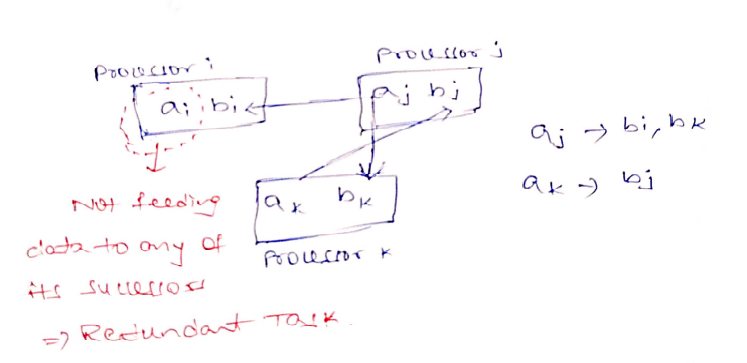 Processor i
Processor j
ai bi
aj bj
aj → bi, bk
ak → bj
ak bk
Processor k
Not feeding
data to any of
its successors
⇒ Redundant Task.